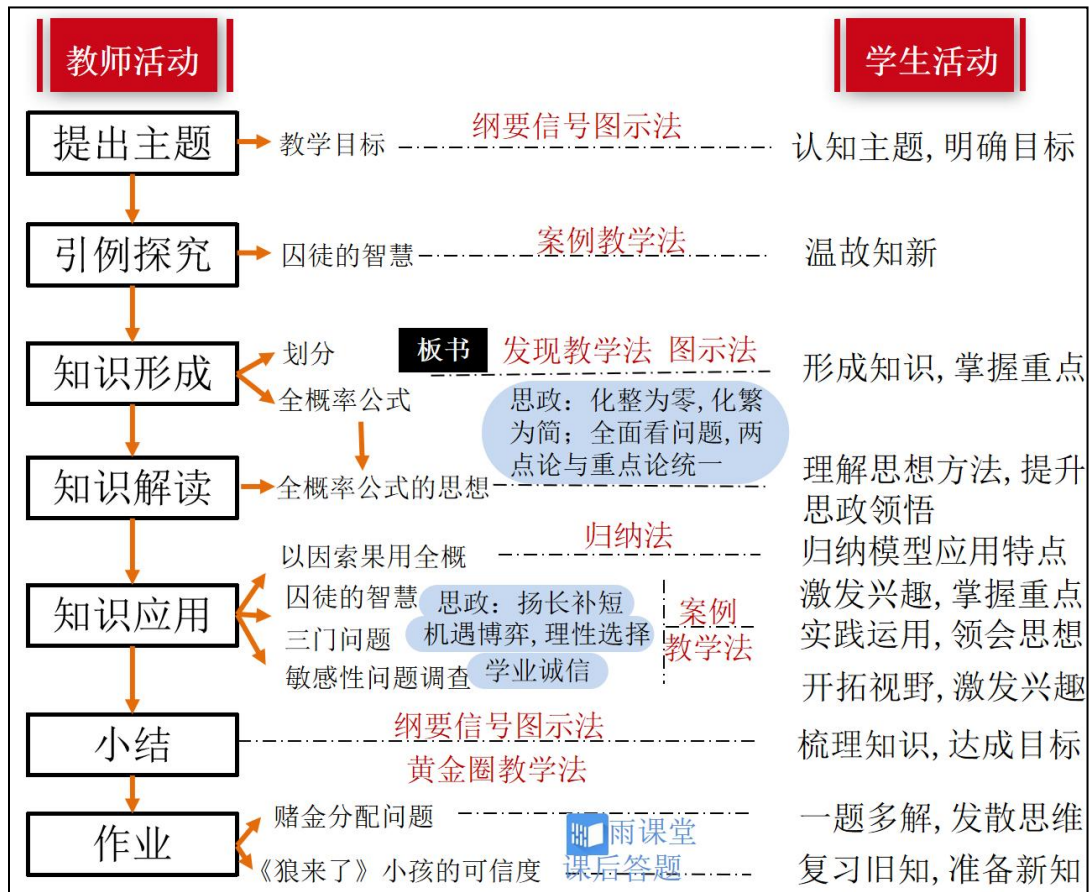 教师活动
学生活动
提出主题
教学目标
纲要信号图示法
认知主题, 明确目标
引例探究
囚徒的智慧
案例教学法
温故知新
知识形成
划分
板书
发现教学法 图示法
形成知识, 掌握重点
全概率公式
思政：化整为零, 化繁
为简；全面看问题, 两
点论与重点论统一
知识解读
全概率公式的思想
理解思想方法, 提升
思政领悟
以因索果用全概
归纳法
归纳模型应用特点
知识应用
囚徒的智慧
思政：扬长补短
案例
教学法
激发兴趣, 掌握重点
三门问题
机遇博弈, 理性选择
实践运用, 领会思想
敏感性问题调查
学业诚信
开拓视野, 激发兴趣
小结
纲要信号图示法
黄金圈教学法
梳理知识, 达成目标
作业
赌金分配问题
雨课堂
课后答题
一题多解, 发散思维
《狼来了》小孩的可信度
复习旧知, 准备新知